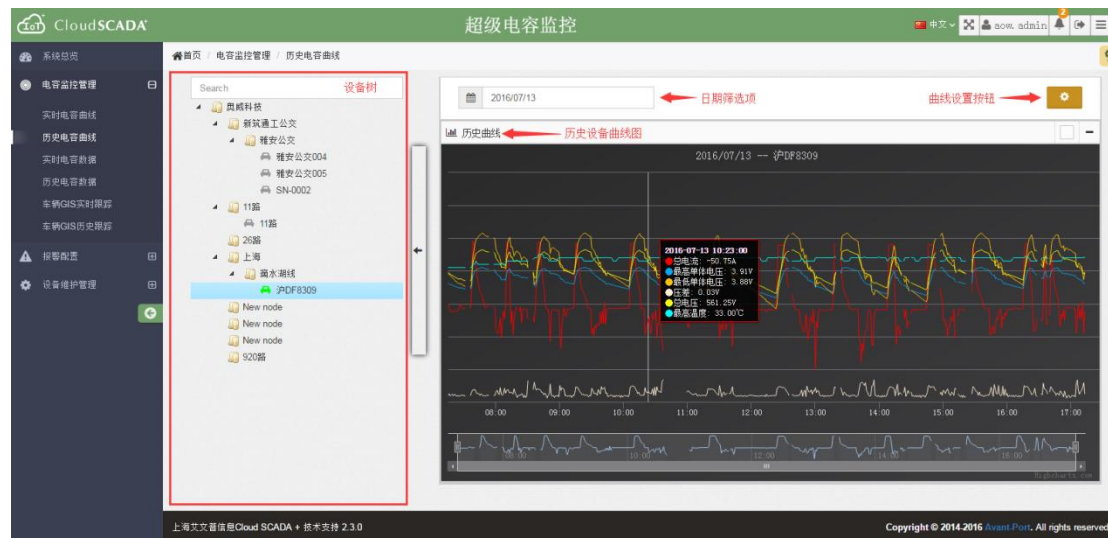 IoT CloudSCADA 超级电容监控 中文 aow. admin 2
系统总览
首页 / 电容监控管理 / 历史电容曲线
电容监控管理
实时电容曲线
历史电容曲线
实时电容数据
历史电容数据
车辆GIS实时跟踪
车辆GIS历史跟踪
报警配置
设备维护管理
Search 设备树
奥威科技
新筑通工公交
雅安公交
雅安公交004
雅安公交005
SN-0002
11路
11路
26路
上海
滴水湖线
沪DF8309
New node
New node
New node
920路
2016/07/13 日期筛选项 曲线设置按钮
历史曲线 历史设备曲线图
2016/07/13 -- 沪DF8309
2016-07-13 10:23:00
总电流: -50.75A
最高单体电压: 3.91V
最低单体电压: 3.88V
压差: 0.03V
总电压: 561.25V
最高温度: 33.00℃
08:00 09:00 10:00 11:00 12:00 13:00 14:00 15:00 16:00 17:00
08:00 10:00 12:00 14:00 16:00
Highcharts.com
上海艾文普信息Cloud SCADA + 技术支持 2.3.0
Copyright © 2014-2016 Avant-Port. All rights reserved